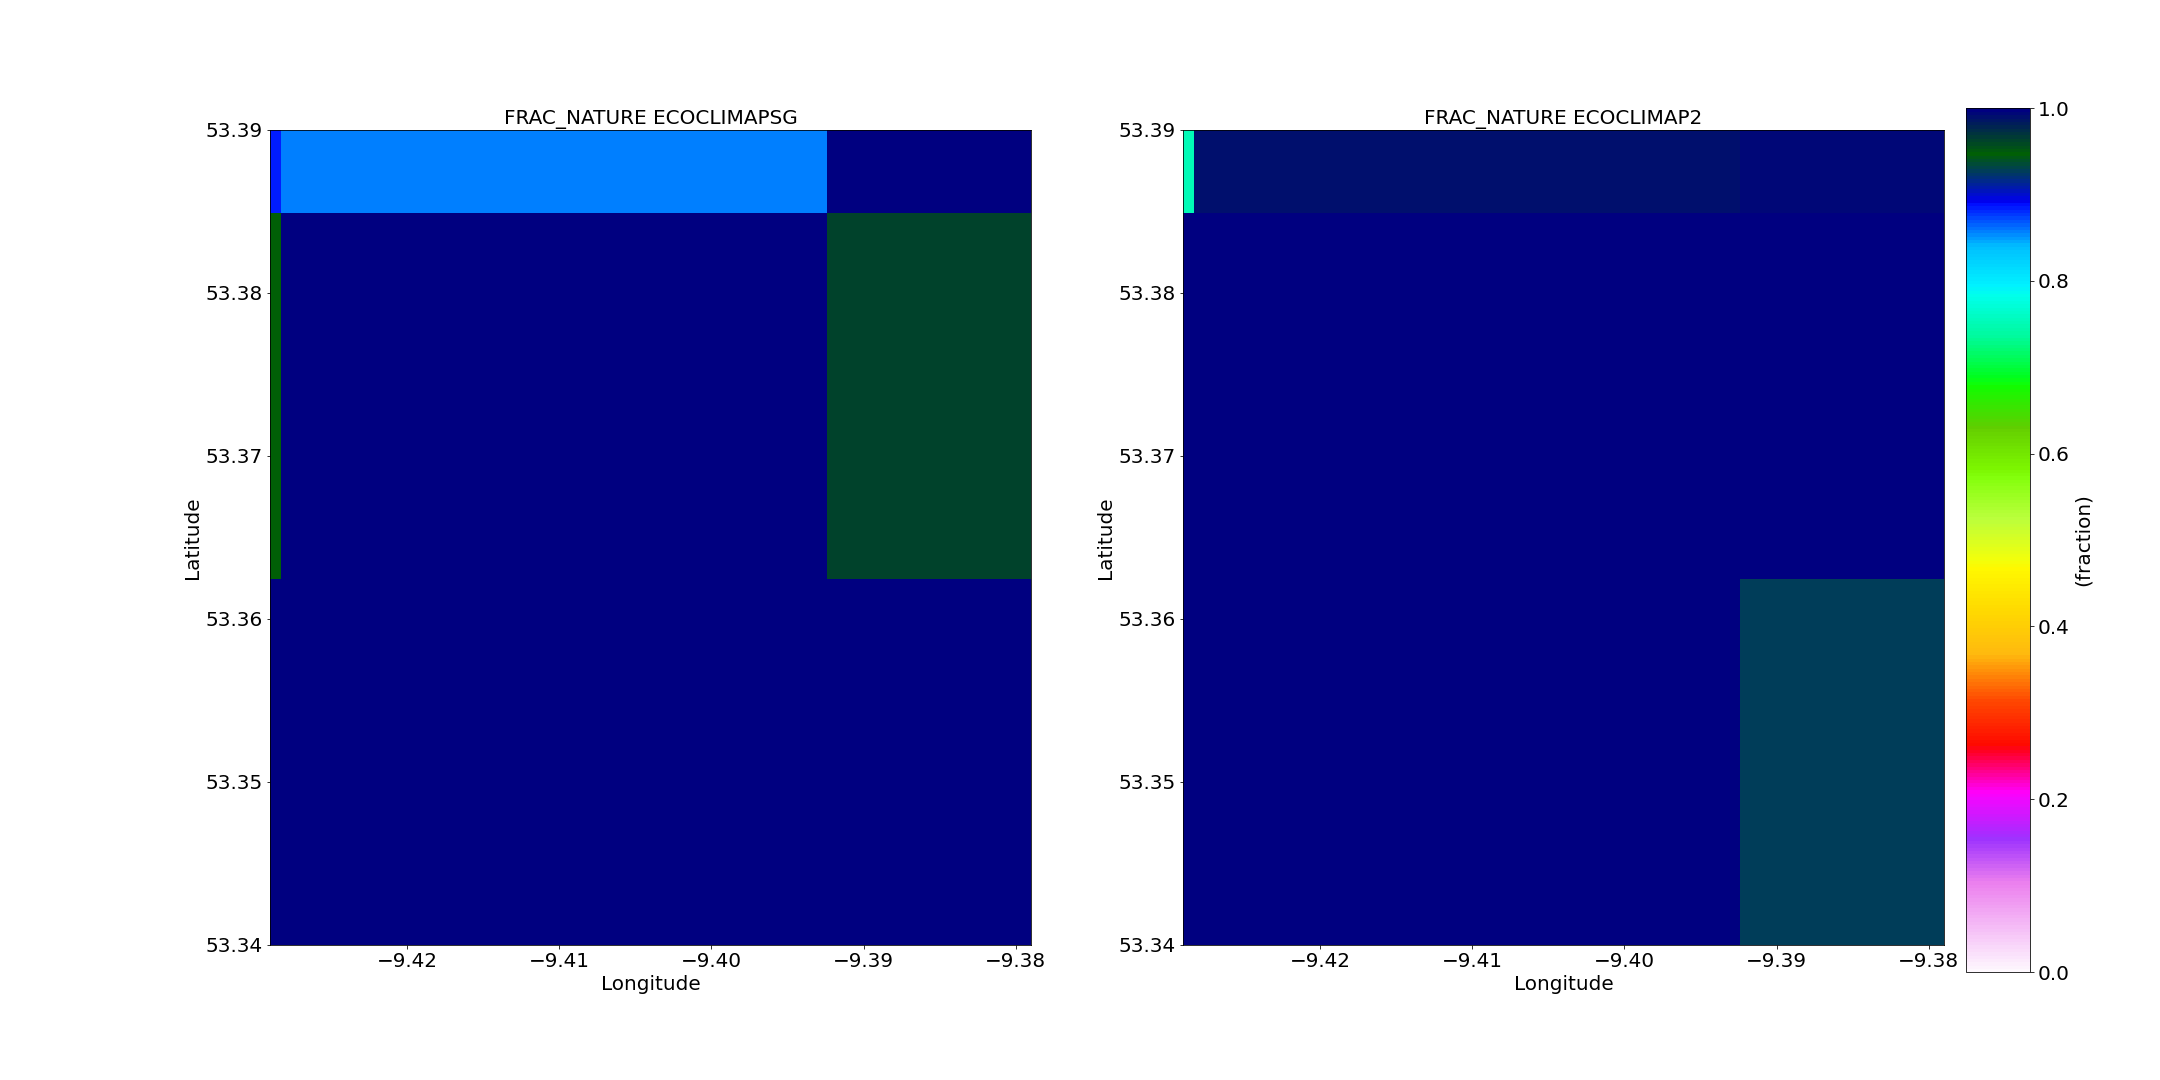 FRAC_NATURE ECOCLIMAPSG
53.39
53.38
53.37
53.36
53.35
53.34
Latitude
−9.42 −9.41 −9.40 −9.39 −9.38
Longitude
FRAC_NATURE ECOCLIMAP2
53.39
53.38
53.37
53.36
53.35
53.34
Latitude
−9.42 −9.41 −9.40 −9.39 −9.38
Longitude
1.0
0.8
0.6
0.4
0.2
0.0
(fraction)